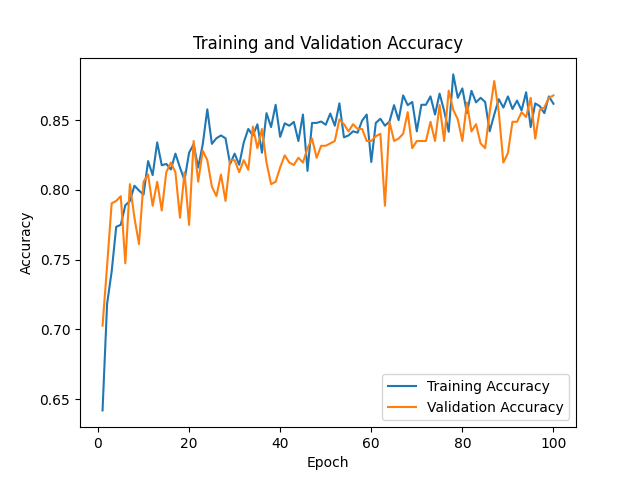 Training and Validation Accuracy
Accuracy
0.85
0.80
0.75
0.70
0.65
Training Accuracy
Validation Accuracy
0 20 40 60 80 100
Epoch